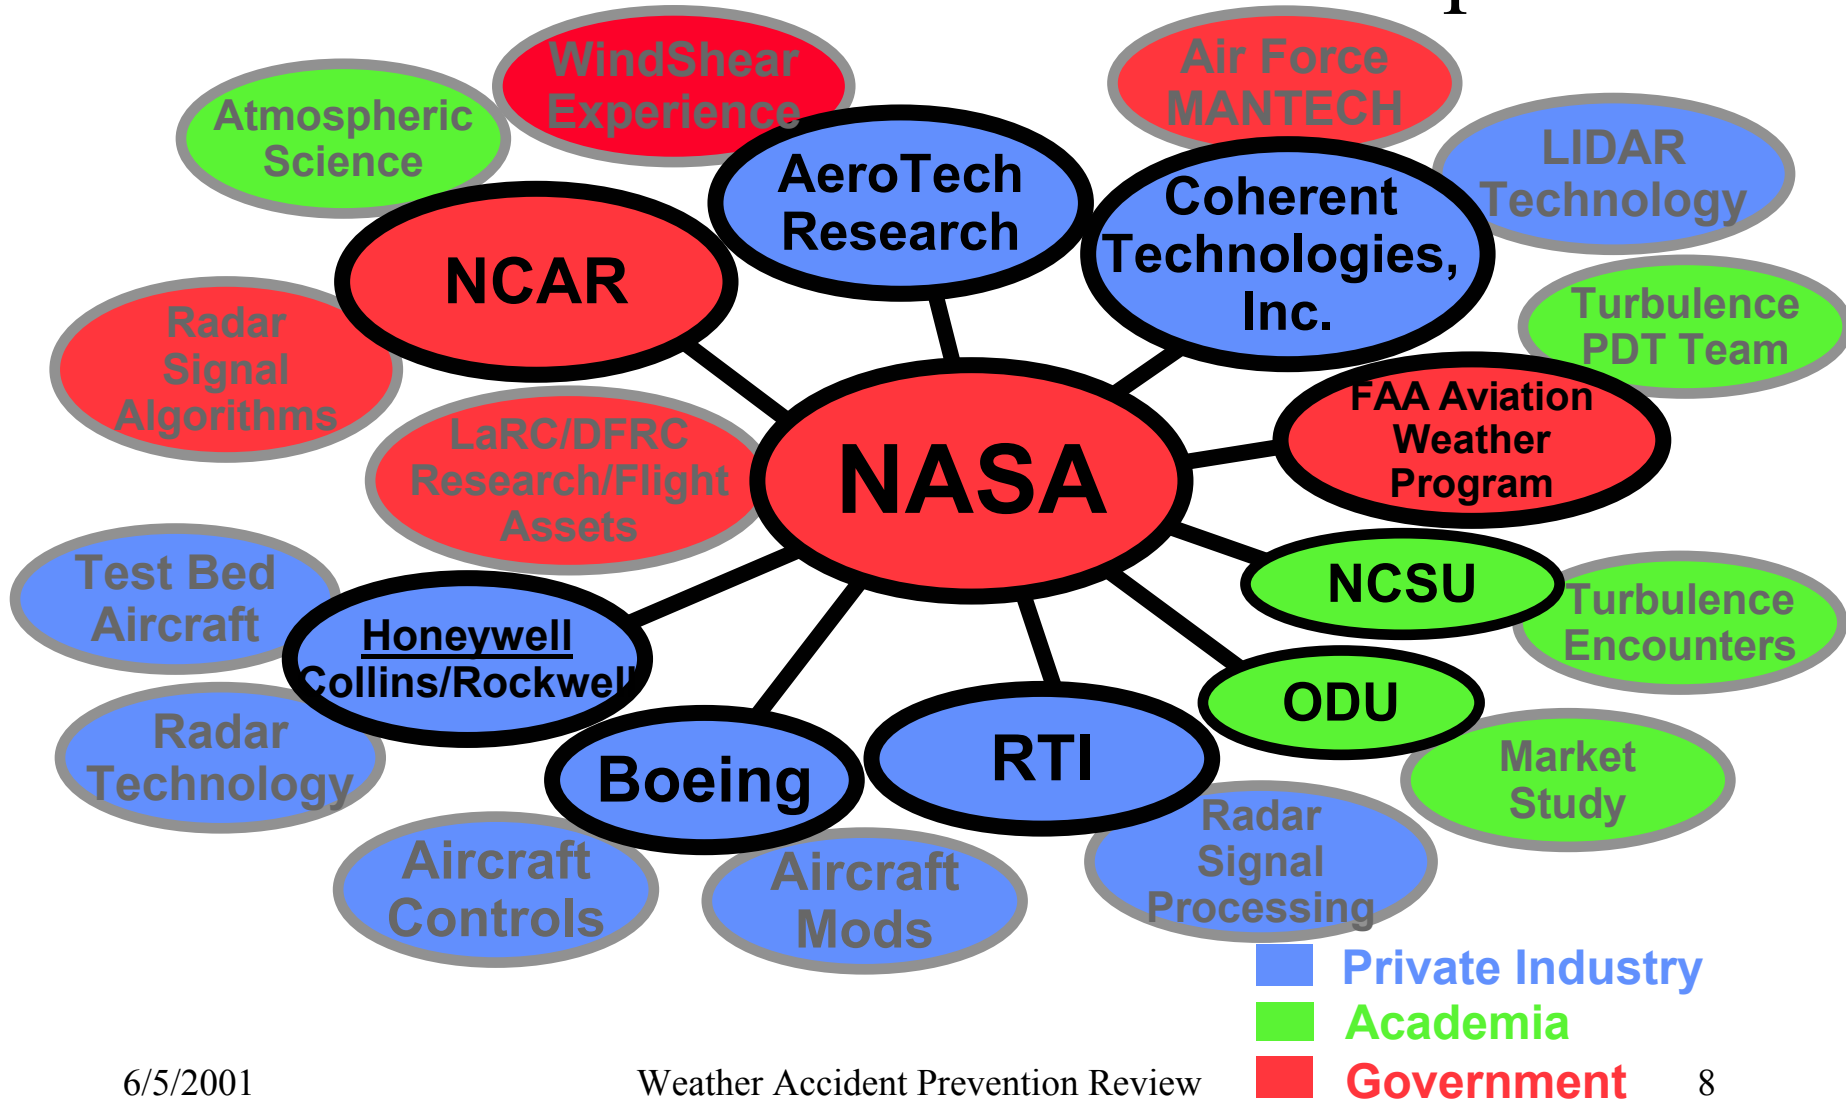 WindShear
Experience
Air Force
MANTECH
Atmospheric
Science
AeroTech
Research
LIDAR
Technology
Coherent
Technologies,
Inc.
NCAR
Turbulence
PDT Team
Radar
Signal
Algorithms
FAA Aviation
Weather
Program
LaRC/DFRC
Research/Flight
Assets
NASA
Test Bed
Aircraft
NCSU
Turbulence
Encounters
Honeywell
Collins/Rockwell
ODU
Radar
Technology
Boeing
RTI
Market
Study
Aircraft
Controls
Aircraft
Mods
Radar
Signal
Processing
Private Industry
Academia
Government
6/5/2001
Weather Accident Prevention Review
8